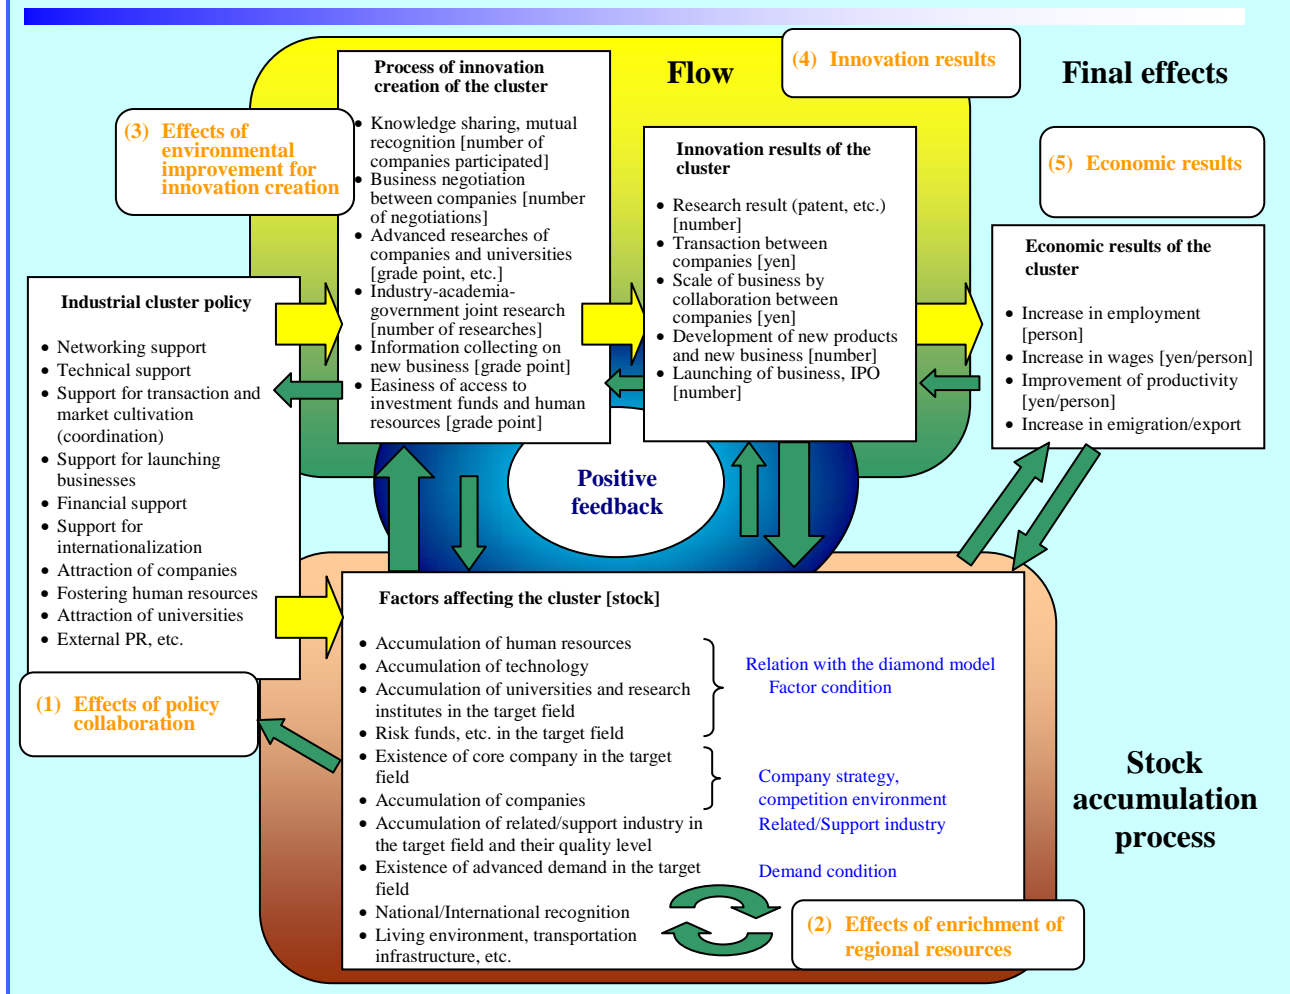 Flow
(4) Innovation results
Final effects
Process of innovation
creation of the cluster
• Knowledge sharing, mutual
recognition [number of
companies participated]
• Business negotiation
between companies [number
of negotiations]
• Advanced researches of
companies and universities
[grade point, etc.]
• Industry-academia-
government joint research
[number of researches]
• Information collecting on
new business [grade point]
• Easiness of access to
investment funds and human
resources [grade point]
(3) Effects of
environmental
improvement for
innovation creation
Innovation results of the
cluster
• Research result (patent, etc.)
[number]
• Transaction between
companies [yen]
• Scale of business by
collaboration between
companies [yen]
• Development of new products
and new business [number]
• Launching of business, IPO
[number]
(5) Economic results
Economic results of the
cluster
• Increase in employment
[person]
• Increase in wages [yen/person]
• Improvement of productivity
[yen/person]
• Increase in emigration/export
Industrial cluster policy
• Networking support
• Technical support
• Support for transaction and
market cultivation
(coordination)
• Support for launching
businesses
• Financial support
• Support for
internationalization
• Attraction of companies
• Fostering human resources
• Attraction of universities
• External PR, etc.
Positive
feedback
(1) Effects of policy
collaboration
Factors affecting the cluster [stock]
• Accumulation of human resources
• Accumulation of technology
• Accumulation of universities and research
institutes in the target field
• Risk funds, etc. in the target field
• Existence of core company in the target
field
• Accumulation of companies
• Accumulation of related/support industry in
the target field and their quality level
• Existence of advanced demand in the target
field
• National/International recognition
• Living environment, transportation
infrastructure, etc.
Relation with the diamond model
Factor condition
Company strategy,
competition environment
Related/Support industry
Demand condition
(2) Effects of enrichment of
regional resources
Stock
accumulation
process